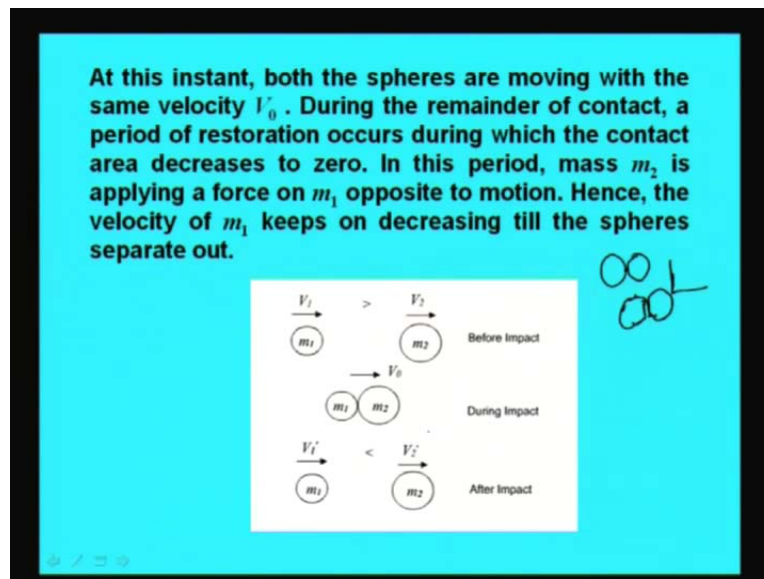 At this instant, both the spheres are moving with the
same velocity V₀ . During the remainder of contact, a
period of restoration occurs during which the contact
area decreases to zero. In this period, mass m₂ is
applying a force on m₁ opposite to motion. Hence, the
velocity of m₁ keeps on decreasing till the spheres
separate out.
V₁ > V₂
m₁ m₂ Before Impact
V₀
m₁ m₂ During Impact
V₁' < V₂'
m₁ m₂ After Impact